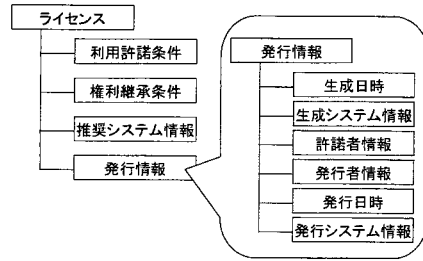 ライセンス
利用許諾条件
権利継承条件
推奨システム情報
発行情報
発行情報
生成日時
生成システム情報
許諾者情報
発行者情報
発行日時
発行システム情報